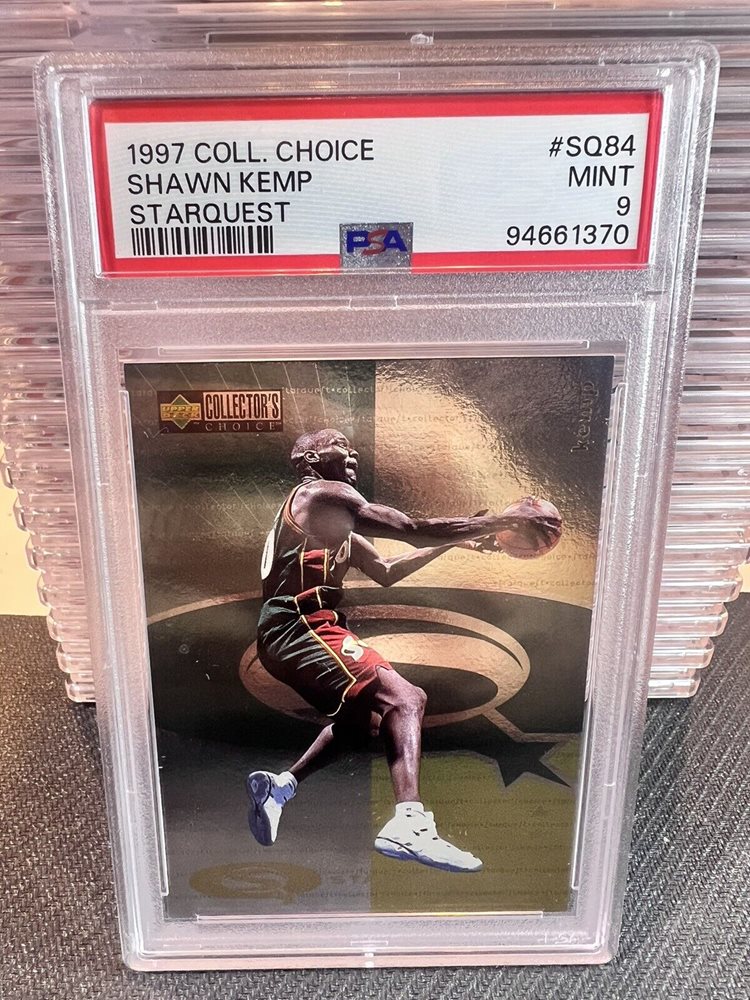 1997 COLL. CHOICE #SQ84
SHAWN KEMP MINT
STARQUEST 9
PSA 94661370
UPPER DECK COLLECTOR'S CHOICE
kemp